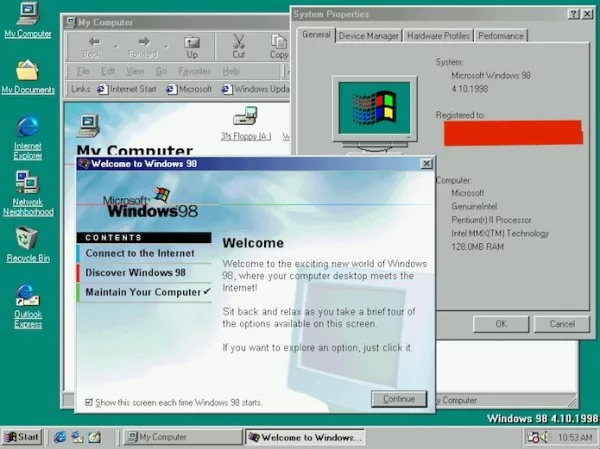 My Computer
My Documents
Internet
Explorer
Network
Neighborhood
Recycle Bin
Outlook
Express
My Computer
Back
Forward
Up
Cut
Copy
File Edit View Go Favorites Help
Links Internet Start Microsoft Windows Upda
3½ Floppy (A:)
My Computer
System Properties
General Device Manager Hardware Profiles Performance
System:
Microsoft Windows 98
4.10.1998
Registered to:
Computer:
Microsoft
GenuineIntel
Pentium(r) II Processor
Intel MMX(TM) Technology
128.0MB RAM
OK Cancel
Welcome to Windows 98
Microsoft
Windows98
CONTENTS
Connect to the Internet
Discover Windows 98
Maintain Your Computer ✓
Welcome
Welcome to the exciting new world of Windows
98, where your computer desktop meets the
Internet!
Sit back and relax as you take a brief tour of
the options available on this screen.
If you want to explore an option, just click it.
Show this screen each time Windows 98 starts.
Continue
y Computer
Windows 98 4.10.1998
Start
My Computer
Welcome to Windows...
10:53 AM